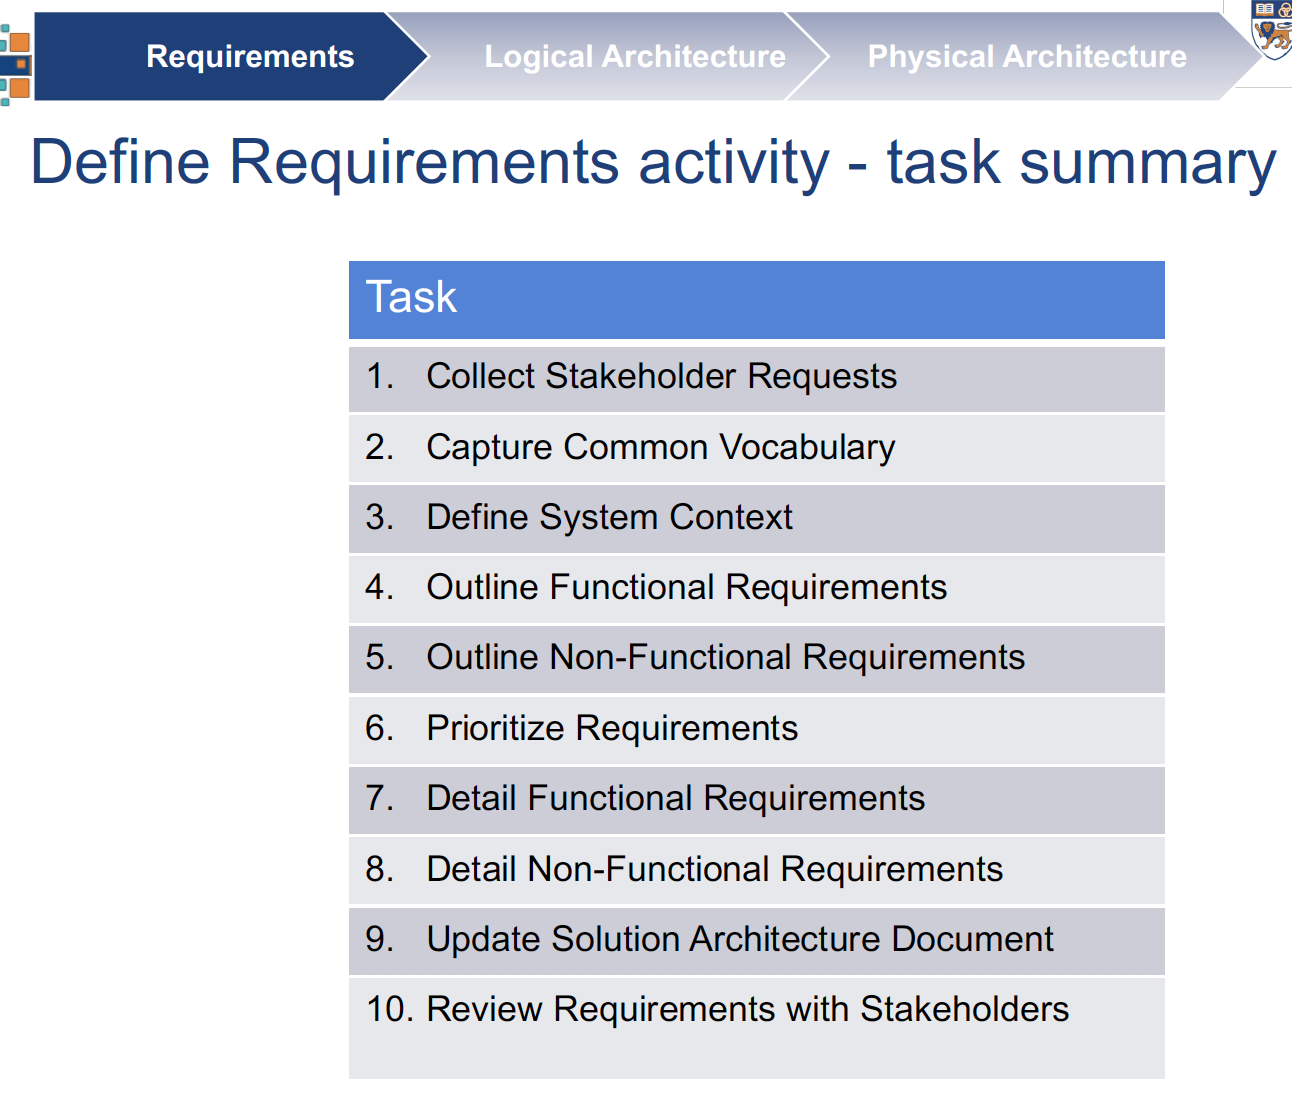 Requirements
Logical Architecture
Physical Architecture
Define Requirements activity - task summary
Task
1. Collect Stakeholder Requests
2. Capture Common Vocabulary
3. Define System Context
4. Outline Functional Requirements
5. Outline Non-Functional Requirements
6. Prioritize Requirements
7. Detail Functional Requirements
8. Detail Non-Functional Requirements
9. Update Solution Architecture Document
10. Review Requirements with Stakeholders